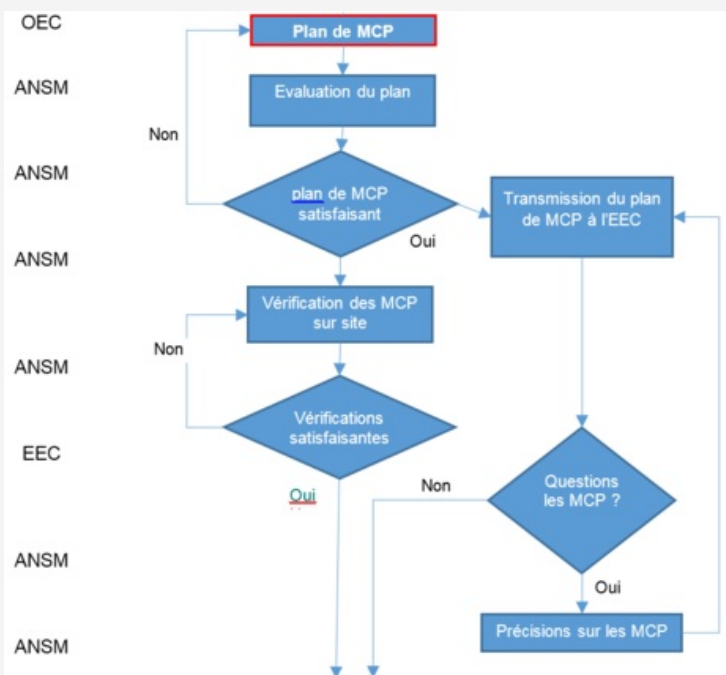 OEC
Plan de MCP
ANSM
Evaluation du plan
Non
ANSM
plan de MCP
satisfaisant
Transmission du plan
de MCP à l'EEC
Oui
ANSM
Vérification des MCP
sur site
Non
ANSM
Vérifications
satisfaisantes
EEC
Oui
Non
Questions
les MCP ?
ANSM
Oui
Précisions sur les MCP
ANSM